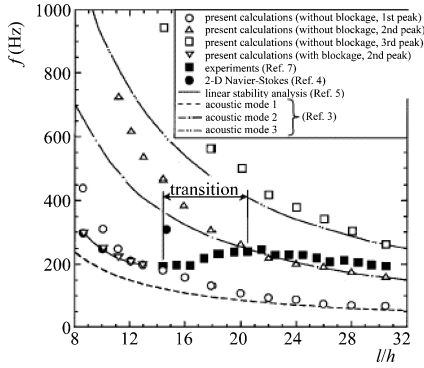 f (Hz)
1000
800
600
400
200
0
8
12
16
20
24
28
32
l/h
present calculations (without blockage, 1st peak)
present calculations (without blockage, 2nd peak)
present calculations (without blockage, 3rd peak)
present calculations (with blockage, 2nd peak)
experiments (Ref. 7)
2-D Navier-Stokes (Ref. 4)
linear stability analysis (Ref. 5)
acoustic mode 1
acoustic mode 2
acoustic mode 3
(Ref. 3)
transition